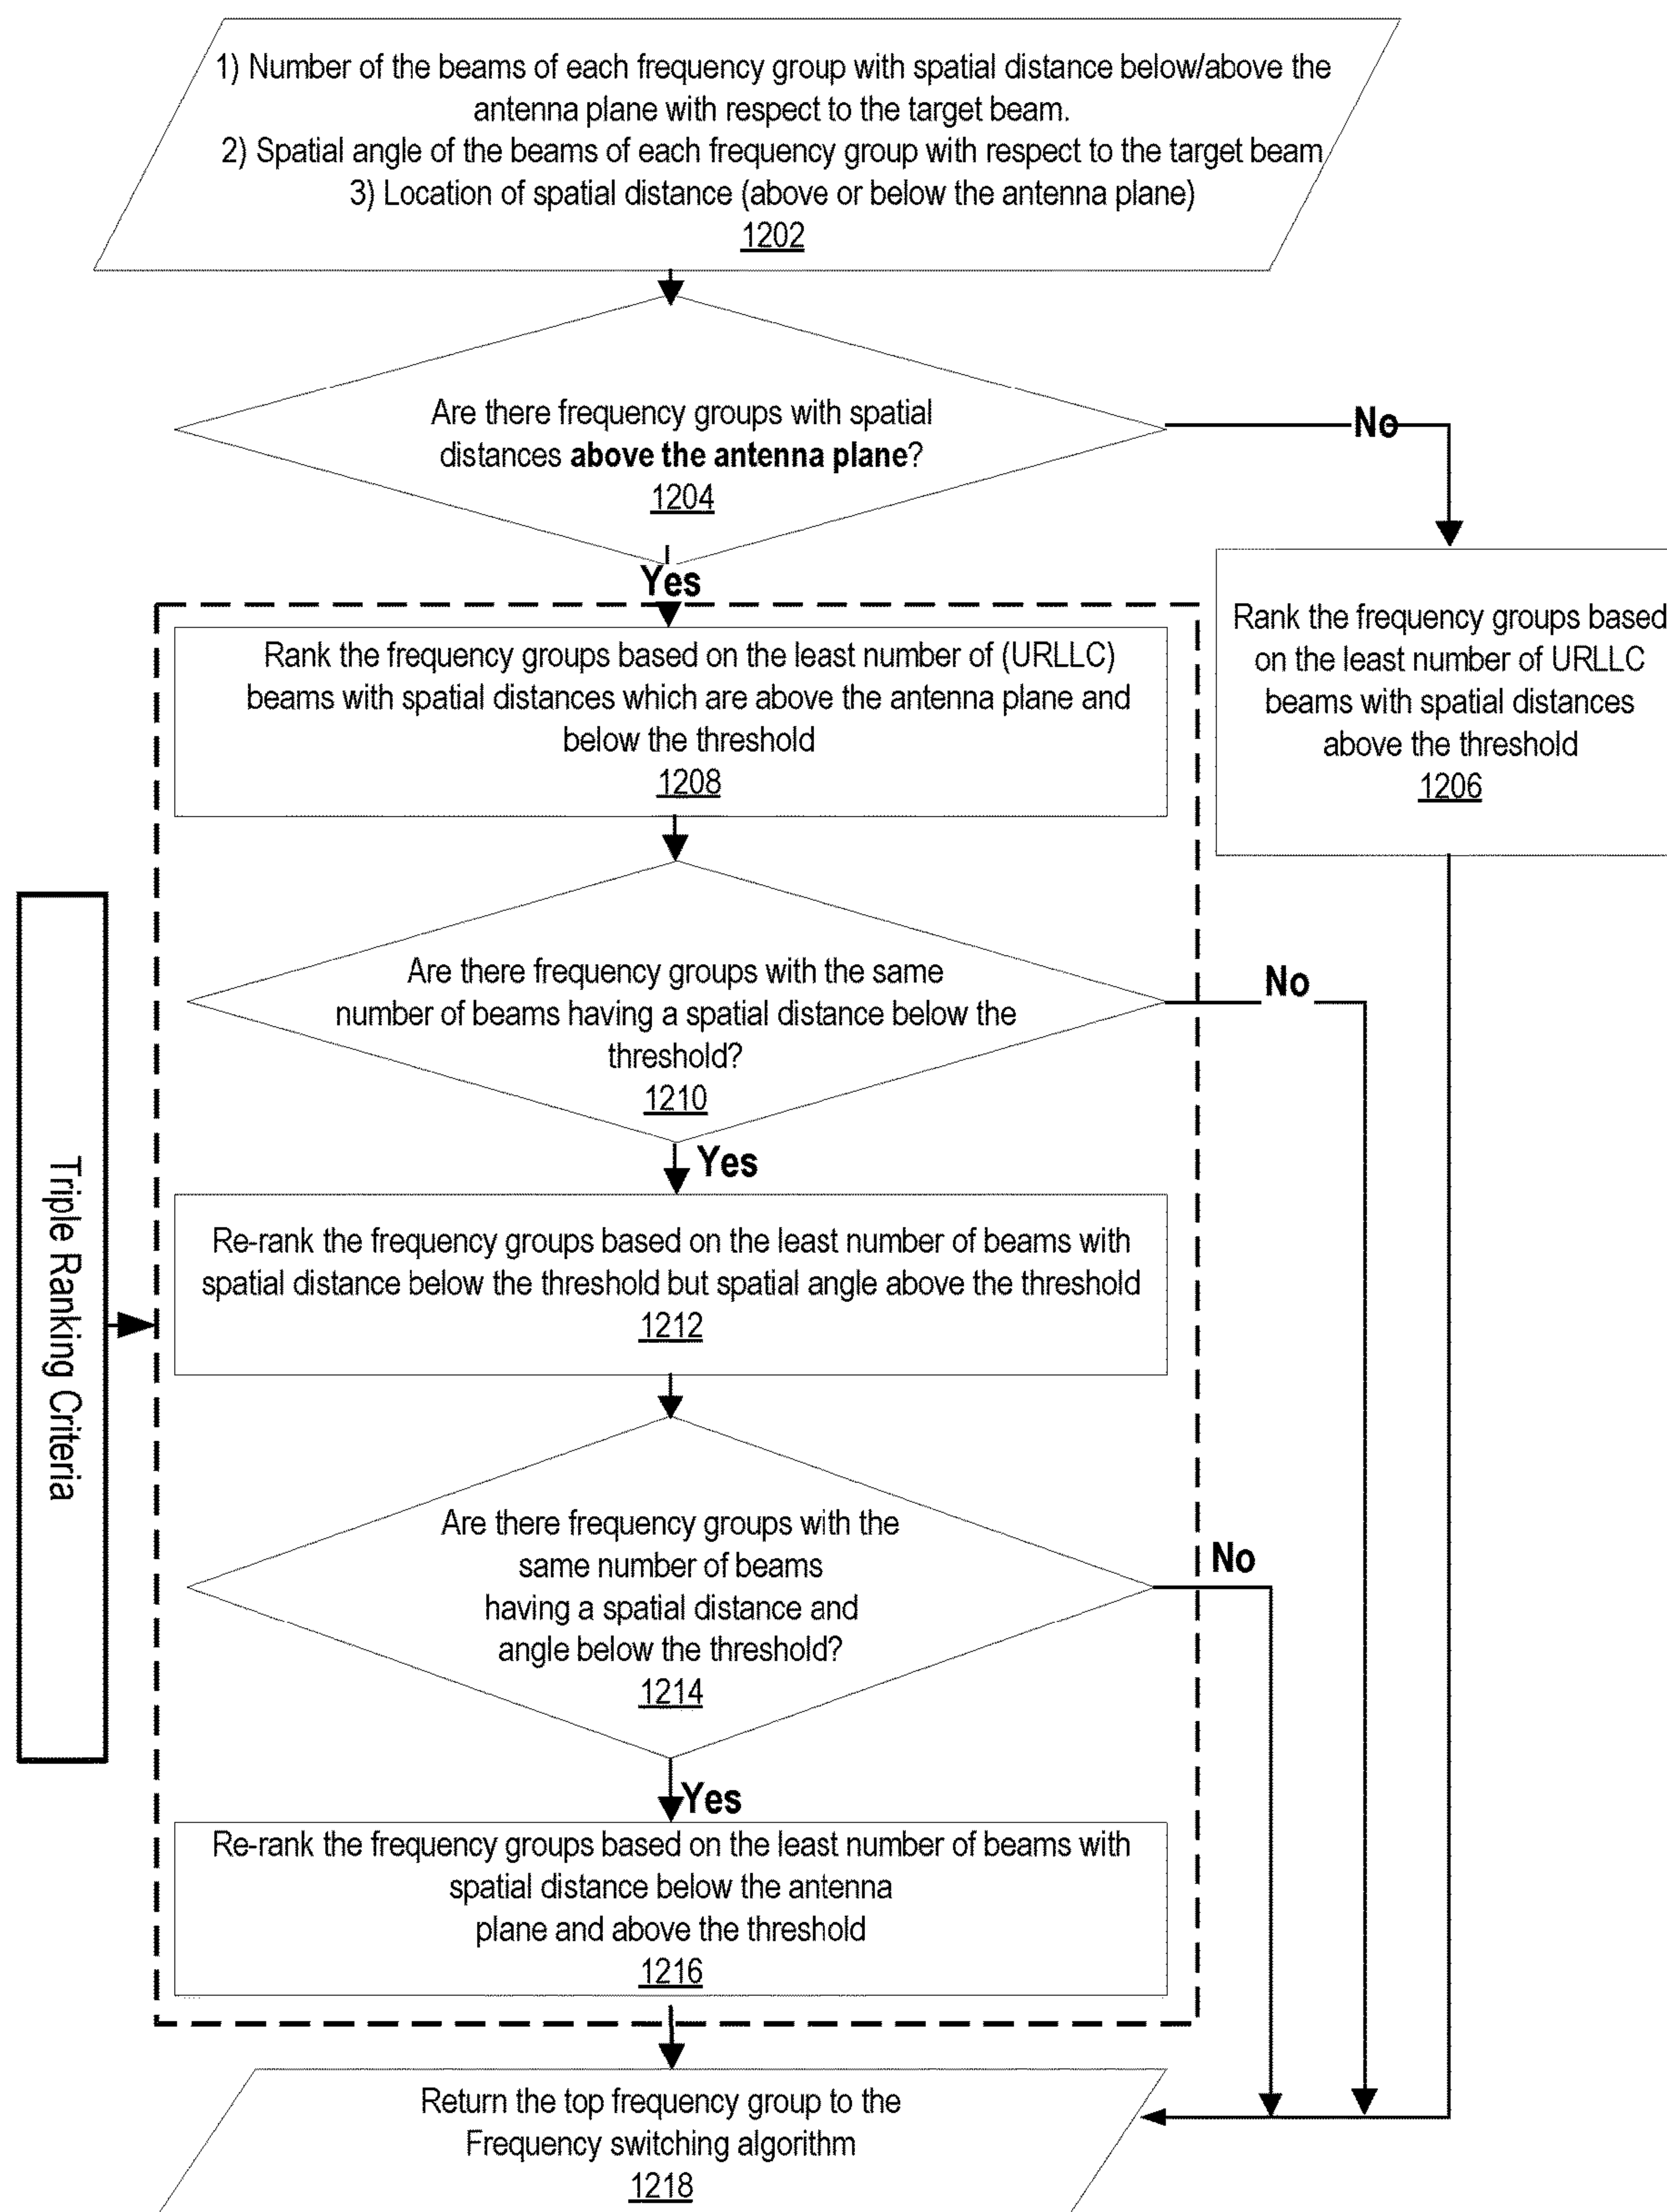 1) Number of the beams of each frequency group with spatial distance below/above the
antenna plane with respect to the target beam.
2) Spatial angle of the beams of each frequency group with respect to the target beam
3) Location of spatial distance (above or below the antenna plane)
1202
Are there frequency groups with spatial
distances above the antenna plane?
1204
No
Yes
Rank the frequency groups based
on the least number of URLLC
beams with spatial distances
above the threshold
1206
Rank the frequency groups based on the least number of (URLLC)
beams with spatial distances which are above the antenna plane and
below the threshold
1208
Are there frequency groups with the same
number of beams having a spatial distance below the
threshold?
1210
No
Yes
Triple Ranking Criteria
Re-rank the frequency groups based on the least number of beams with
spatial distance below the threshold but spatial angle above the threshold
1212
Are there frequency groups with the
same number of beams
having a spatial distance and
angle below the threshold?
1214
No
Yes
Re-rank the frequency groups based on the least number of beams with
spatial distance below the antenna
plane and above the threshold
1216
Return the top frequency group to the
Frequency switching algorithm
1218